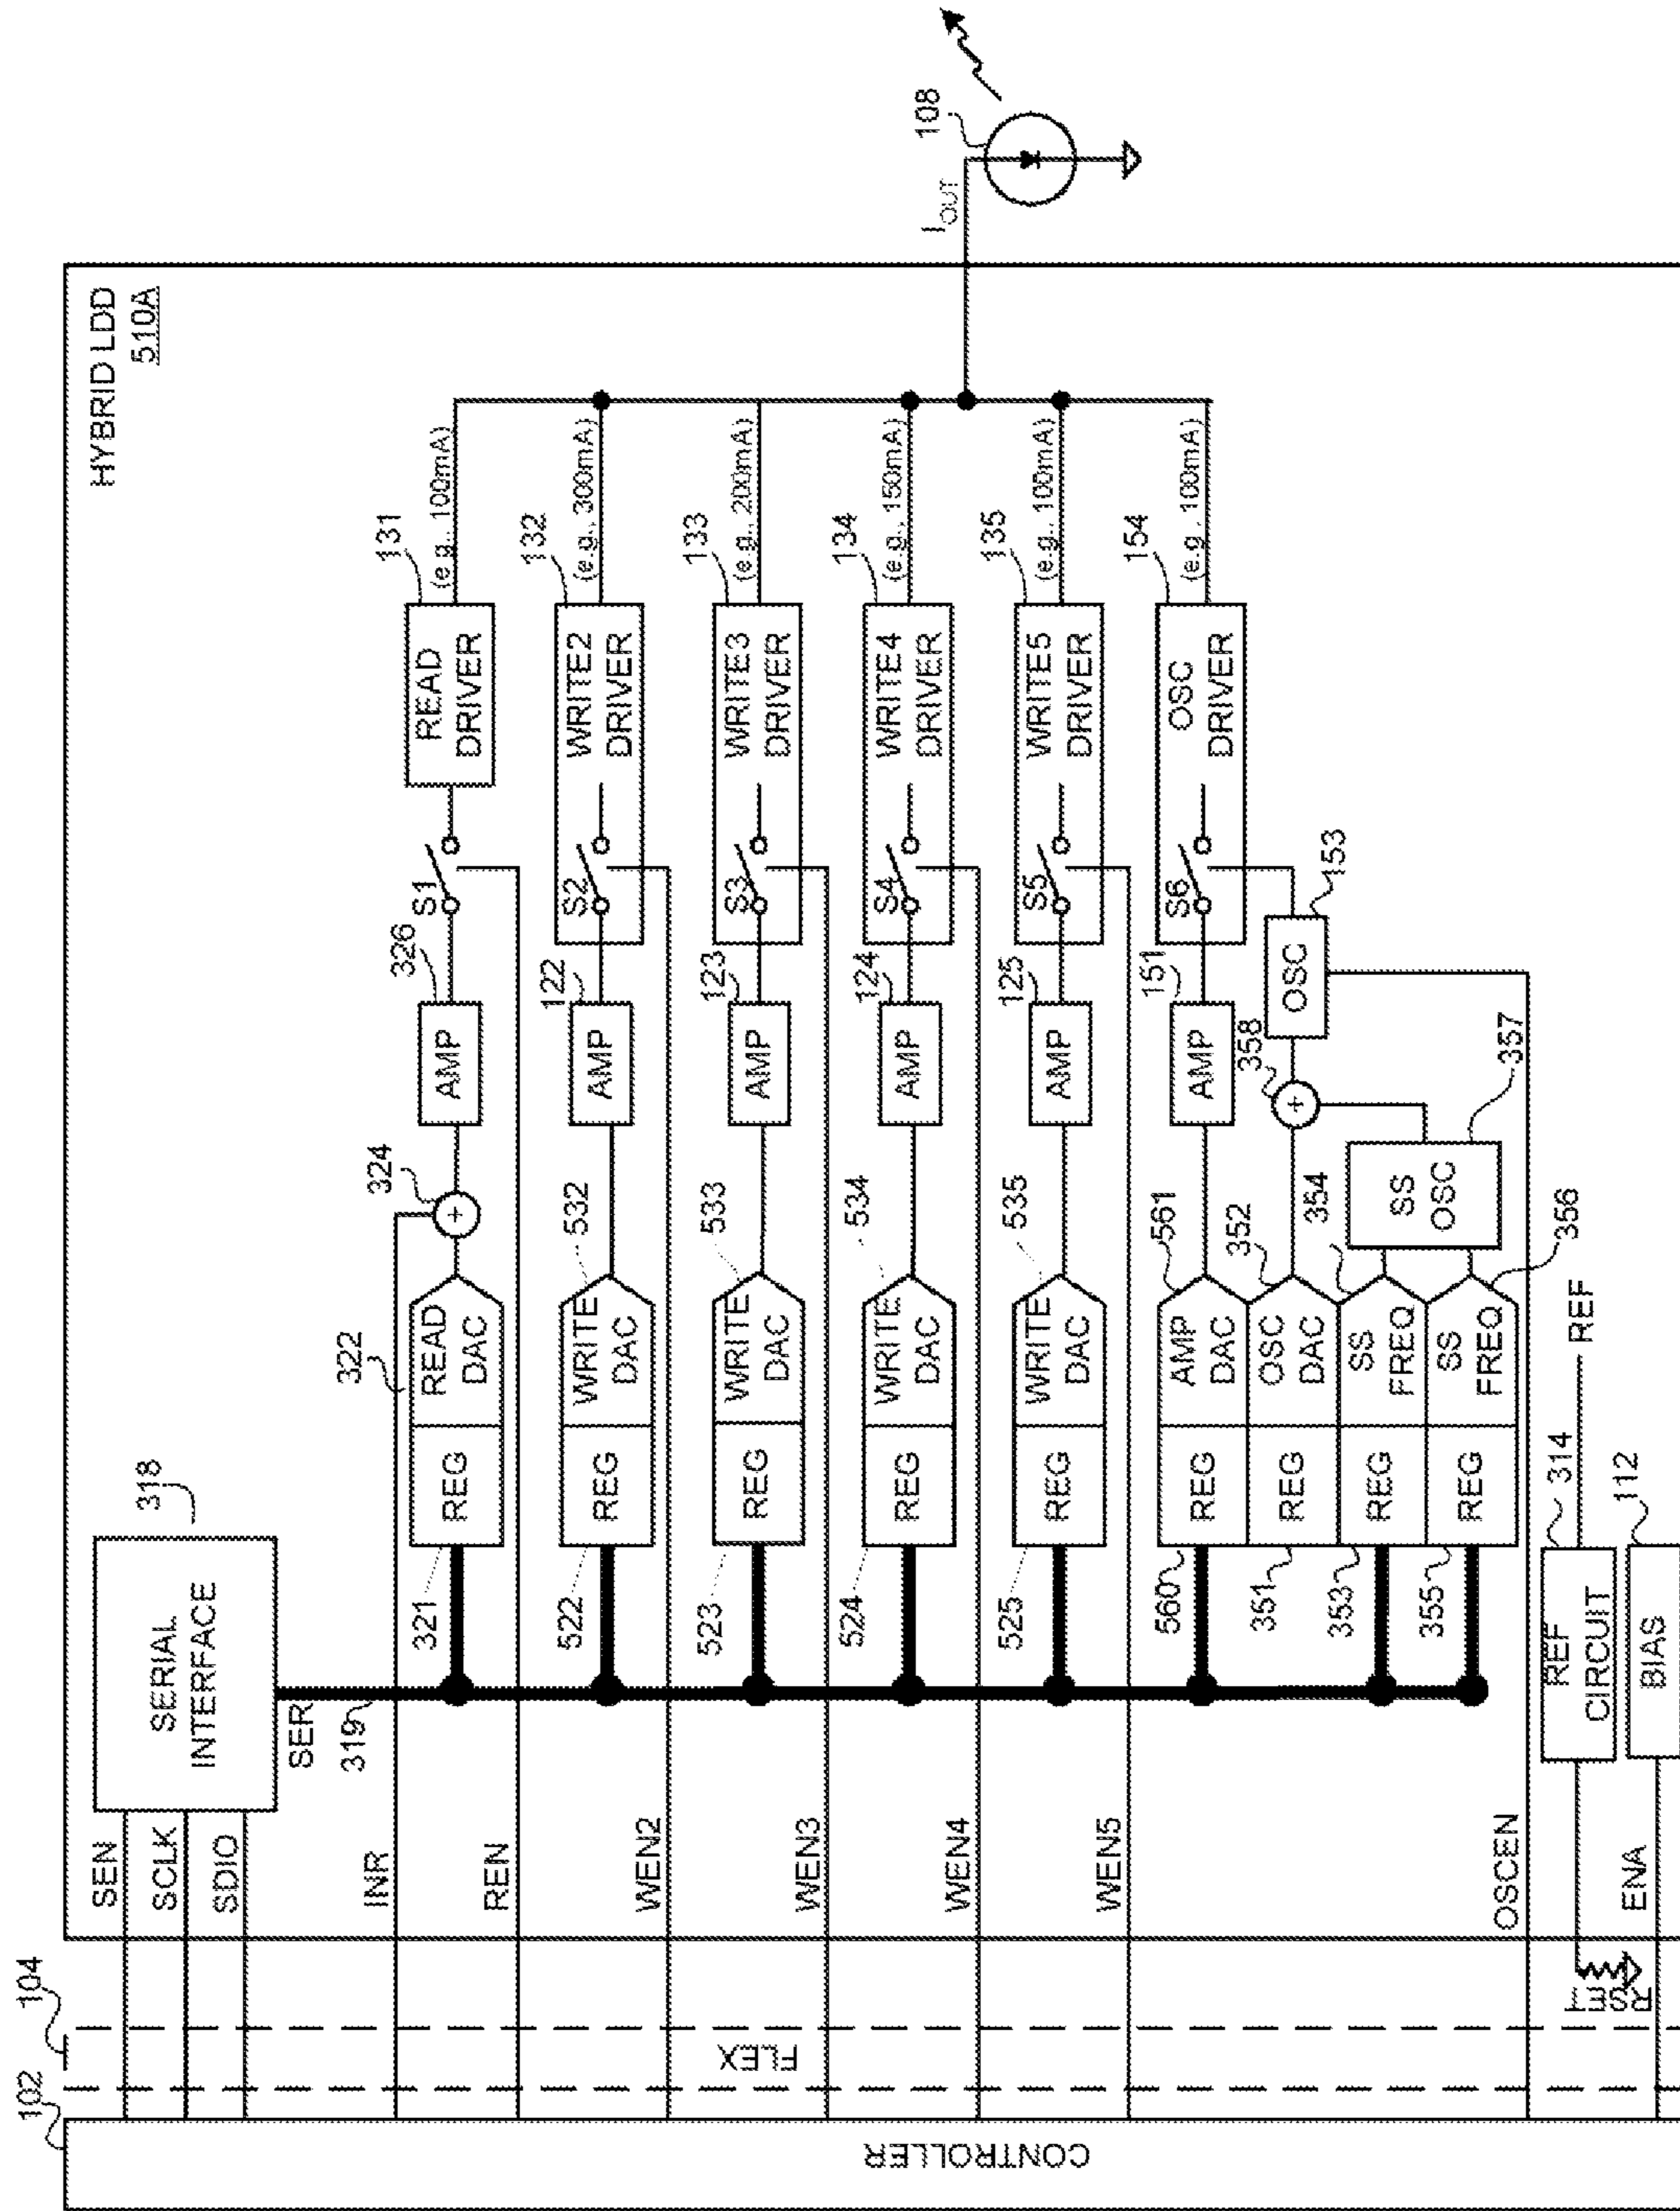 HYBRID LDD
510A
102
104
CONTROLLER
FLEX
SEN
SCLK
SDIO
SERIAL
INTERFACE
318
SER
319
INR
REN
321
REG
READ
DAC
322
324
+
AMP
326
S1
READ
DRIVER
131
(e.g., 100mA)
WEN2
522
REG
WRITE
DAC
532
AMP
122
S2
WRITE2
DRIVER
132
(e.g., 300mA)
WEN3
523
REG
WRITE
DAC
533
AMP
123
S3
WRITE3
DRIVER
133
(e.g., 200mA)
WEN4
524
REG
WRITE
DAC
534
AMP
124
S4
WRITE4
DRIVER
134
(e.g., 150mA)
WEN5
525
REG
WRITE
DAC
535
AMP
125
S5
WRITE5
DRIVER
135
(e.g., 100mA)
IOUT
108
560
REG
AMP
DAC
561
AMP
151
S6
OSC
DRIVER
154
(e.g., 100mA)
351
REG
OSC
DAC
352
+
358
OSC
153
353
REG
SS
FREQ
354
SS
OSC
357
355
REG
SS
FREQ
356
OSCEN
RSET
REF
CIRCUIT
314
REF
ENA
BIAS
112